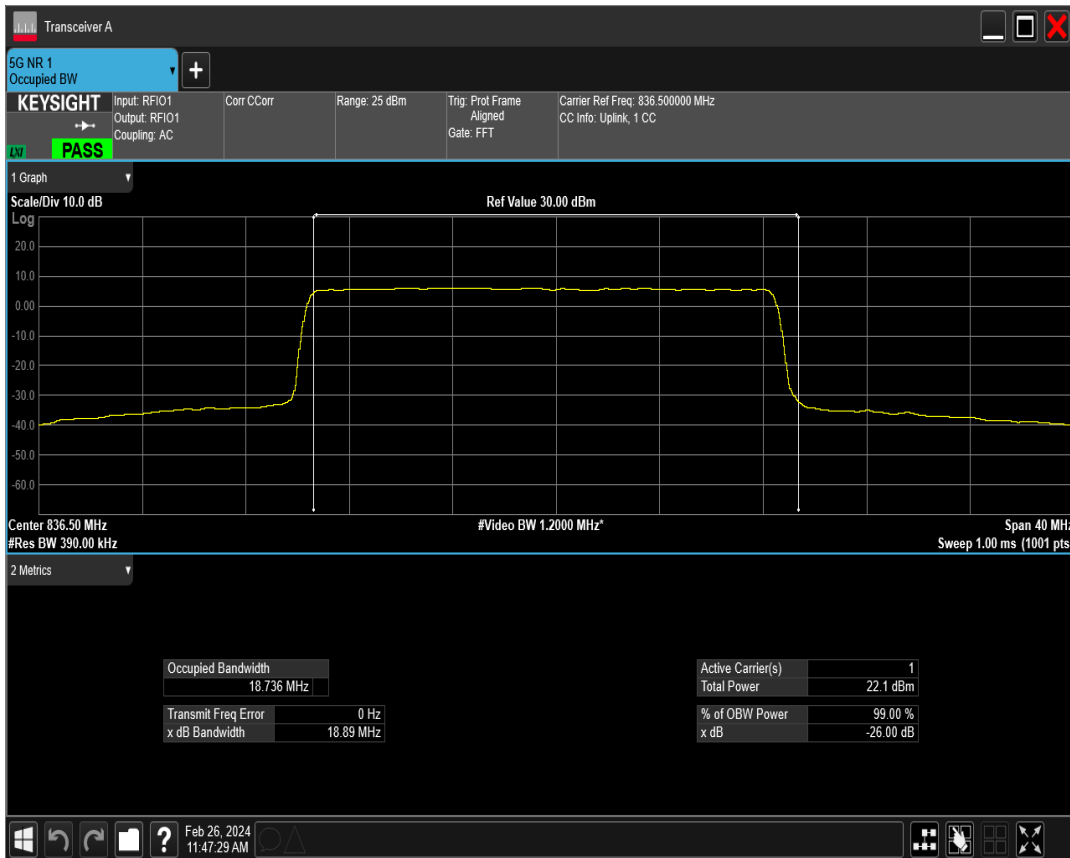 Transceiver A
5G NR 1
Occupied BW
KEYSIGHT
LXI
PASS
Input: RFIO1
Output: RFIO1
Coupling: AC
Corr CCorr
Range: 25 dBm
Trig: Prot Frame
Aligned
Gate: FFT
Carrier Ref Freq: 836.500000 MHz
CC Info: Uplink, 1 CC
1 Graph
Scale/Div 10.0 dB
Ref Value 30.00 dBm
Log
20.0
10.0
0.00
-10.0
-20.0
-30.0
-40.0
-50.0
-60.0
Center 836.50 MHz
#Video BW 1.2000 MHz*
Span 40 MHz
#Res BW 390.00 kHz
Sweep 1.00 ms (1001 pts
2 Metrics
Occupied Bandwidth
18.736 MHz
Transmit Freq Error 0 Hz
x dB Bandwidth 18.89 MHz
Active Carrier(s) 1
Total Power 22.1 dBm
% of OBW Power 99.00 %
x dB -26.00 dB
Feb 26, 2024
11:47:29 AM